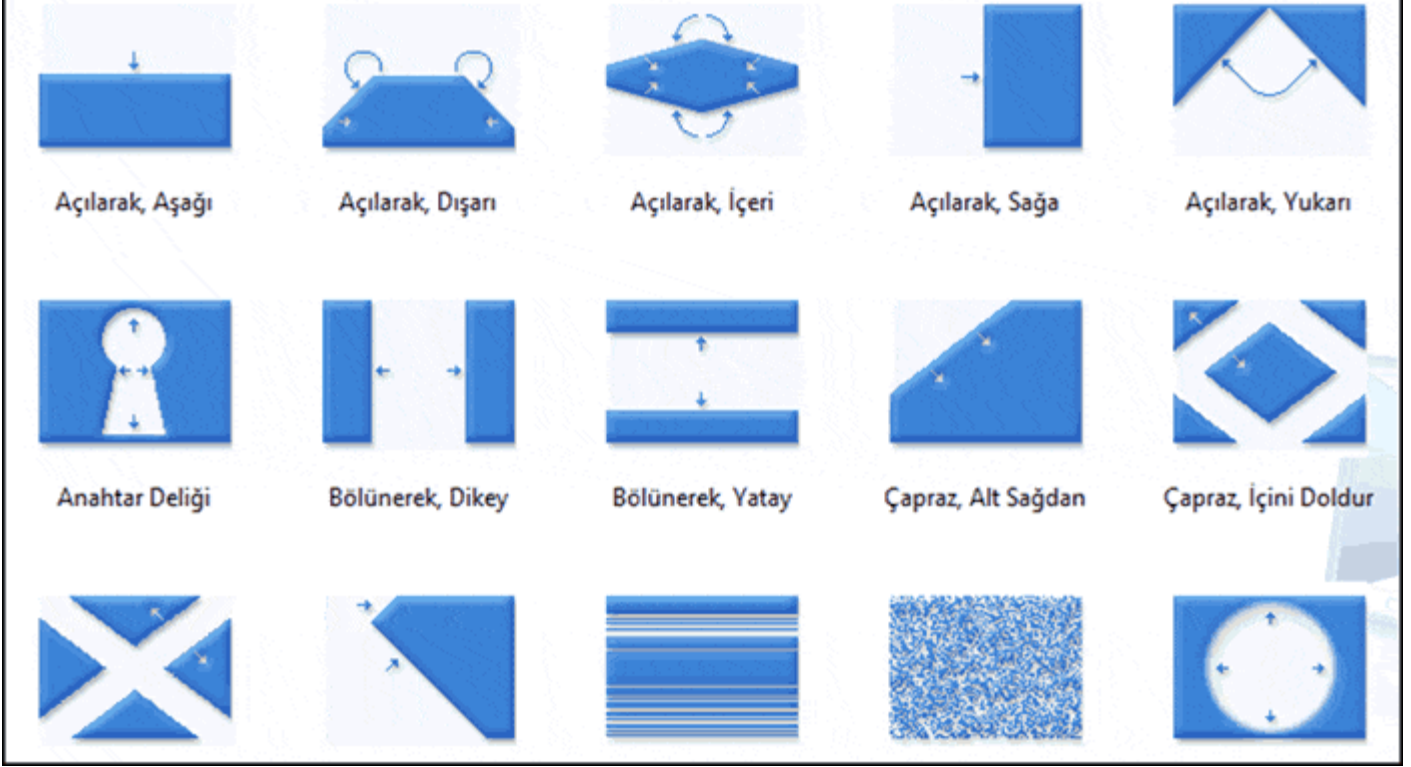 Açılarak, Aşağı
Açılarak, Dışarı
Açılarak, İçeri
Açılarak, Sağa
Açılarak, Yukarı
Anahtar Deliği
Bölünerek, Dikey
Bölünerek, Yatay
Çapraz, Alt Sağdan
Çapraz, İçini Doldur